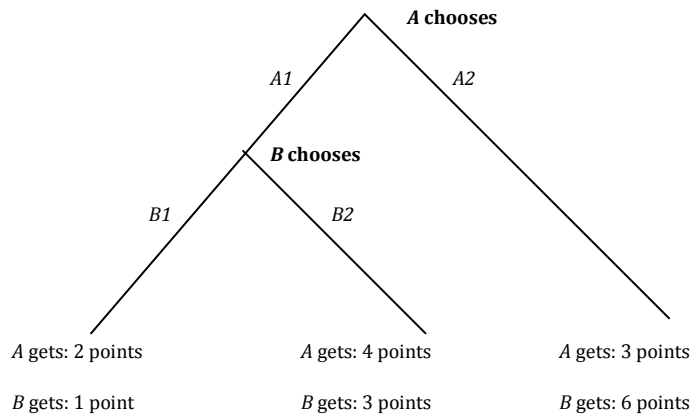 A chooses
A1
A2
B chooses
B1
B2
A gets: 2 points
A gets: 4 points
A gets: 3 points
B gets: 1 point
B gets: 3 points
B gets: 6 points